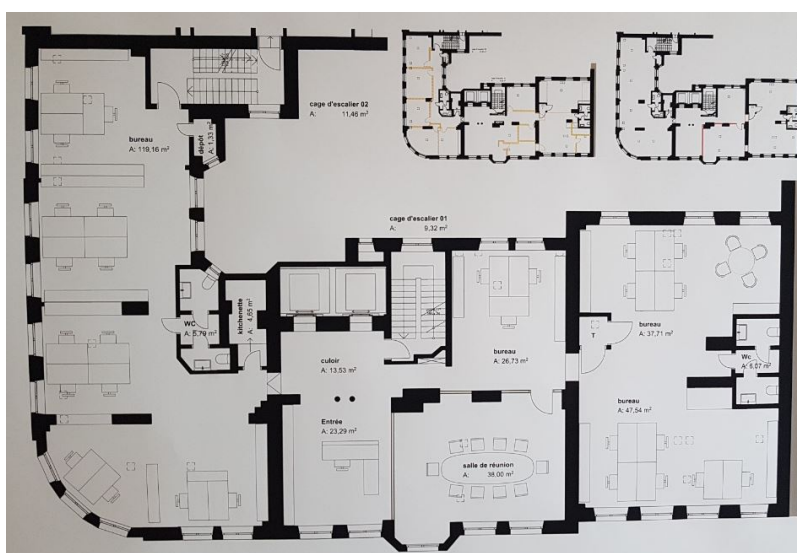 cage d'escalier 02
A: 11,46 m²
bureau
A: 119,16 m²
dépôt
A: 1,33 m²
cage d'escalier 01
A: 9,32 m²
WC
A: 5,79 m²
kitchenette
A: 4,65 m²
culoir
A: 13,53 m²
Entrée
A: 23,29 m²
bureau
A: 26,73 m²
salle de réunion
A: 38,00 m²
T
bureau
A: 37,71 m²
Wc
A: 6,07 m²
bureau
A: 47,54 m²